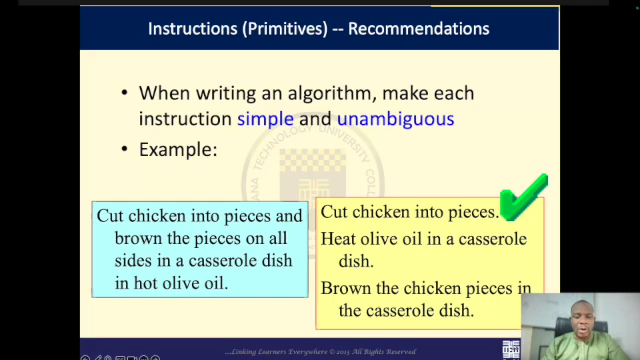 Instructions (Primitives) -- Recommendations
• When writing an algorithm, make each
instruction simple and unambiguous
• Example:
Cut chicken into pieces and
brown the pieces on all
sides in a casserole dish
in hot olive oil.
Cut chicken into pieces.
Heat olive oil in a casserole
dish.
Brown the chicken pieces in
the casserole dish.
...Linking Learners Everywhere © 2015 All Rights Reserved